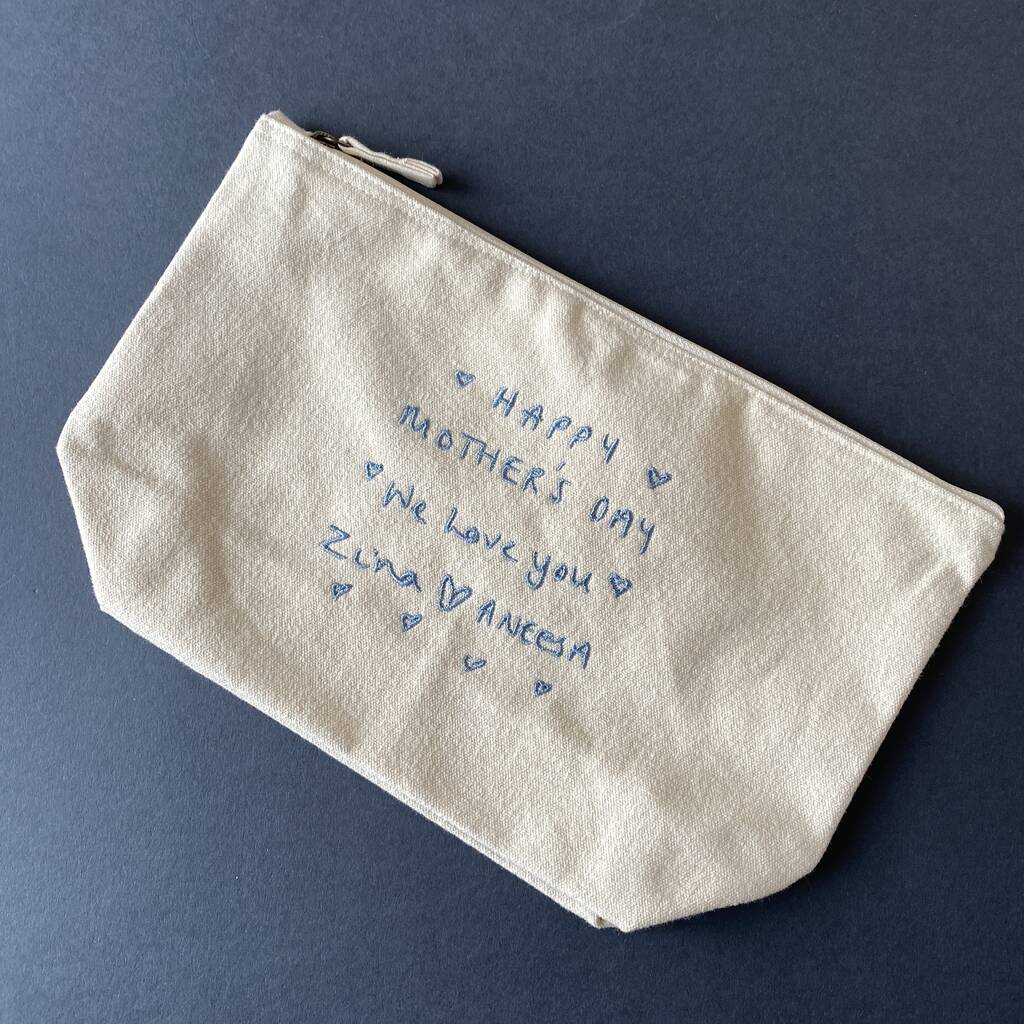 ♥ HAPPY ♥
MOTHER'S DAY
♥ We Love you ♥
Zina ♥ ANEESA